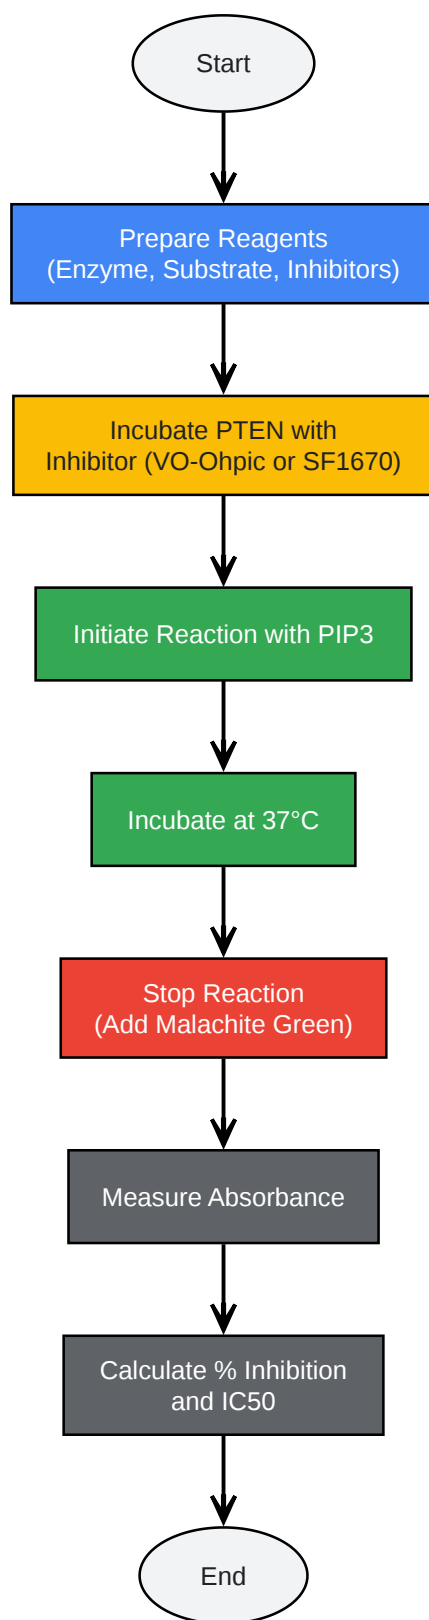 Start
Prepare Reagents
(Enzyme, Substrate, Inhibitors)
Incubate PTEN with
Inhibitor (VO-Ohpic or SF1670)
Initiate Reaction with PIP3
Incubate at 37°C
Stop Reaction
(Add Malachite Green)
Measure Absorbance
Calculate % Inhibition
and IC50
End